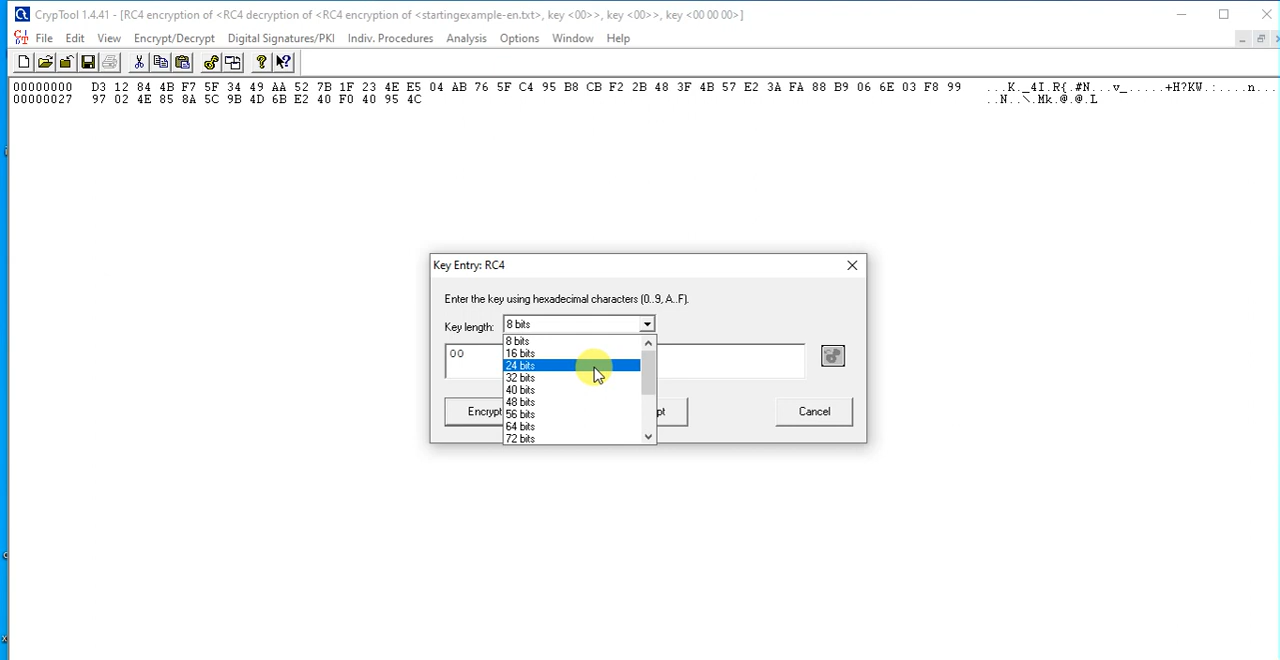 CrypTool 1.4.41 - [RC4 encryption of <RC4 decryption of <RC4 encryption of <startingexample-en.txt>, key <00>>, key <00>>, key <00 00 00>]
File Edit View Encrypt/Decrypt Digital Signatures/PKI Indiv. Procedures Analysis Options Window Help
00000000 D3 12 84 4B F7 5F 34 49 AA 52 7B 1F 23 4E E5 04 AB 76 5F C4 95 B8 CB F2 2B 48 3F 4B 57 E2 3A FA 88 B9 06 6E 03 F8 99 ...K._4I.R{.#N...v_.....+H?KW.:....n...
00000027 97 02 4E 85 8A 5C 9B 4D 6B E2 40 F0 40 95 4C ..N..\.Mk.@.@.L
Key Entry: RC4
Enter the key using hexadecimal characters (0..9, A..F).
Key length: 8 bits
8 bits
16 bits
00
24 bits
32 bits
40 bits
48 bits
Encrypt
Cancel
56 bits
64 bits
72 bits